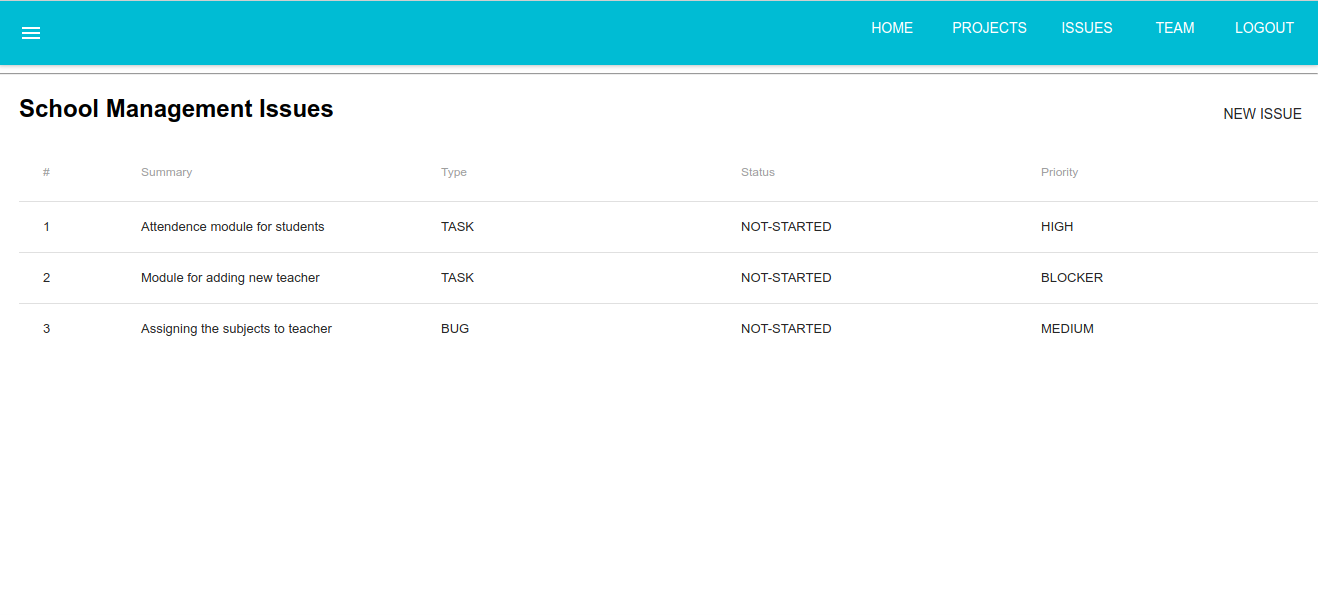 HOME PROJECTS ISSUES TEAM LOGOUT
School Management Issues
NEW ISSUE
# Summary Type Status Priority
1 Attendence module for students TASK NOT-STARTED HIGH
2 Module for adding new teacher TASK NOT-STARTED BLOCKER
3 Assigning the subjects to teacher BUG NOT-STARTED MEDIUM